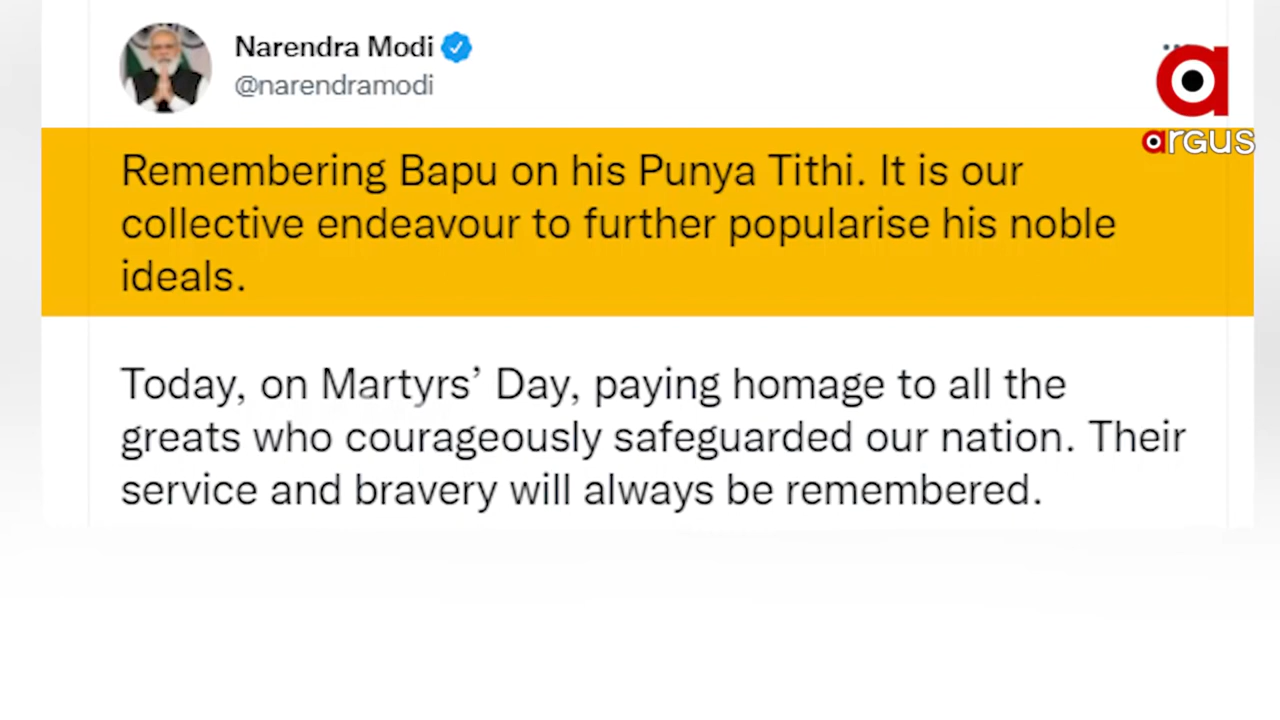 Narendra Modi
@narendramodi
argus
Remembering Bapu on his Punya Tithi. It is our
collective endeavour to further popularise his noble
ideals.
Today, on Martyrs’ Day, paying homage to all the
greats who courageously safeguarded our nation. Their
service and bravery will always be remembered.